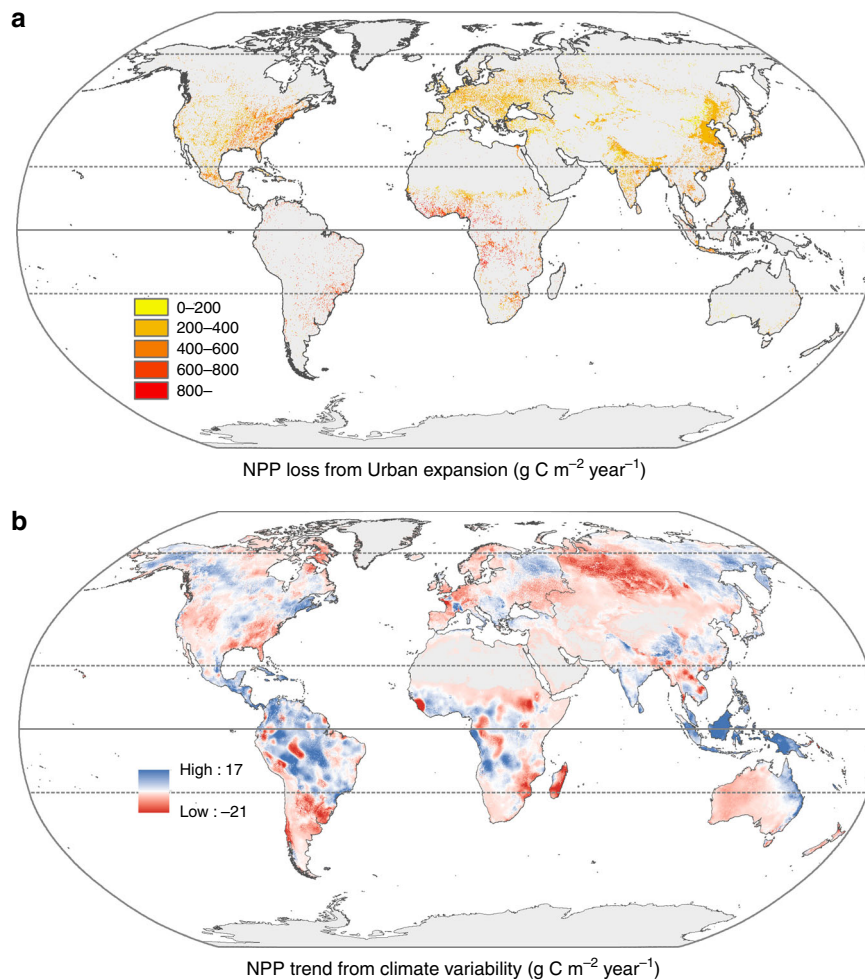 a
0–200
200–400
400–600
600–800
800–
NPP loss from Urban expansion (g C m⁻² year⁻¹)
b
High : 17
Low : –21
NPP trend from climate variability (g C m⁻² year⁻¹)